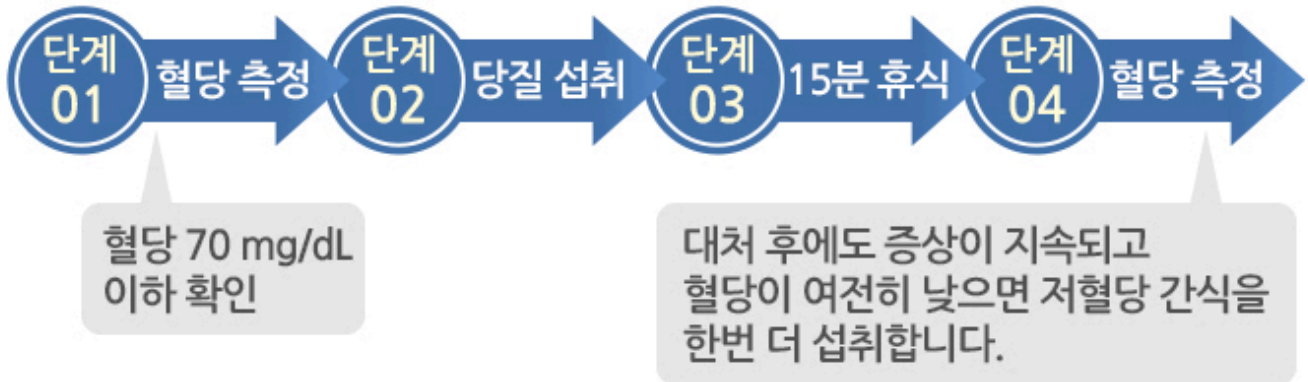 단계
01
혈당 측정
단계
02
당질 섭취
단계
03
15분 휴식
단계
04
혈당 측정
혈당 70 mg/dL
이하 확인
대처 후에도 증상이 지속되고
혈당이 여전히 낮으면 저혈당 간식을
한번 더 섭취합니다.